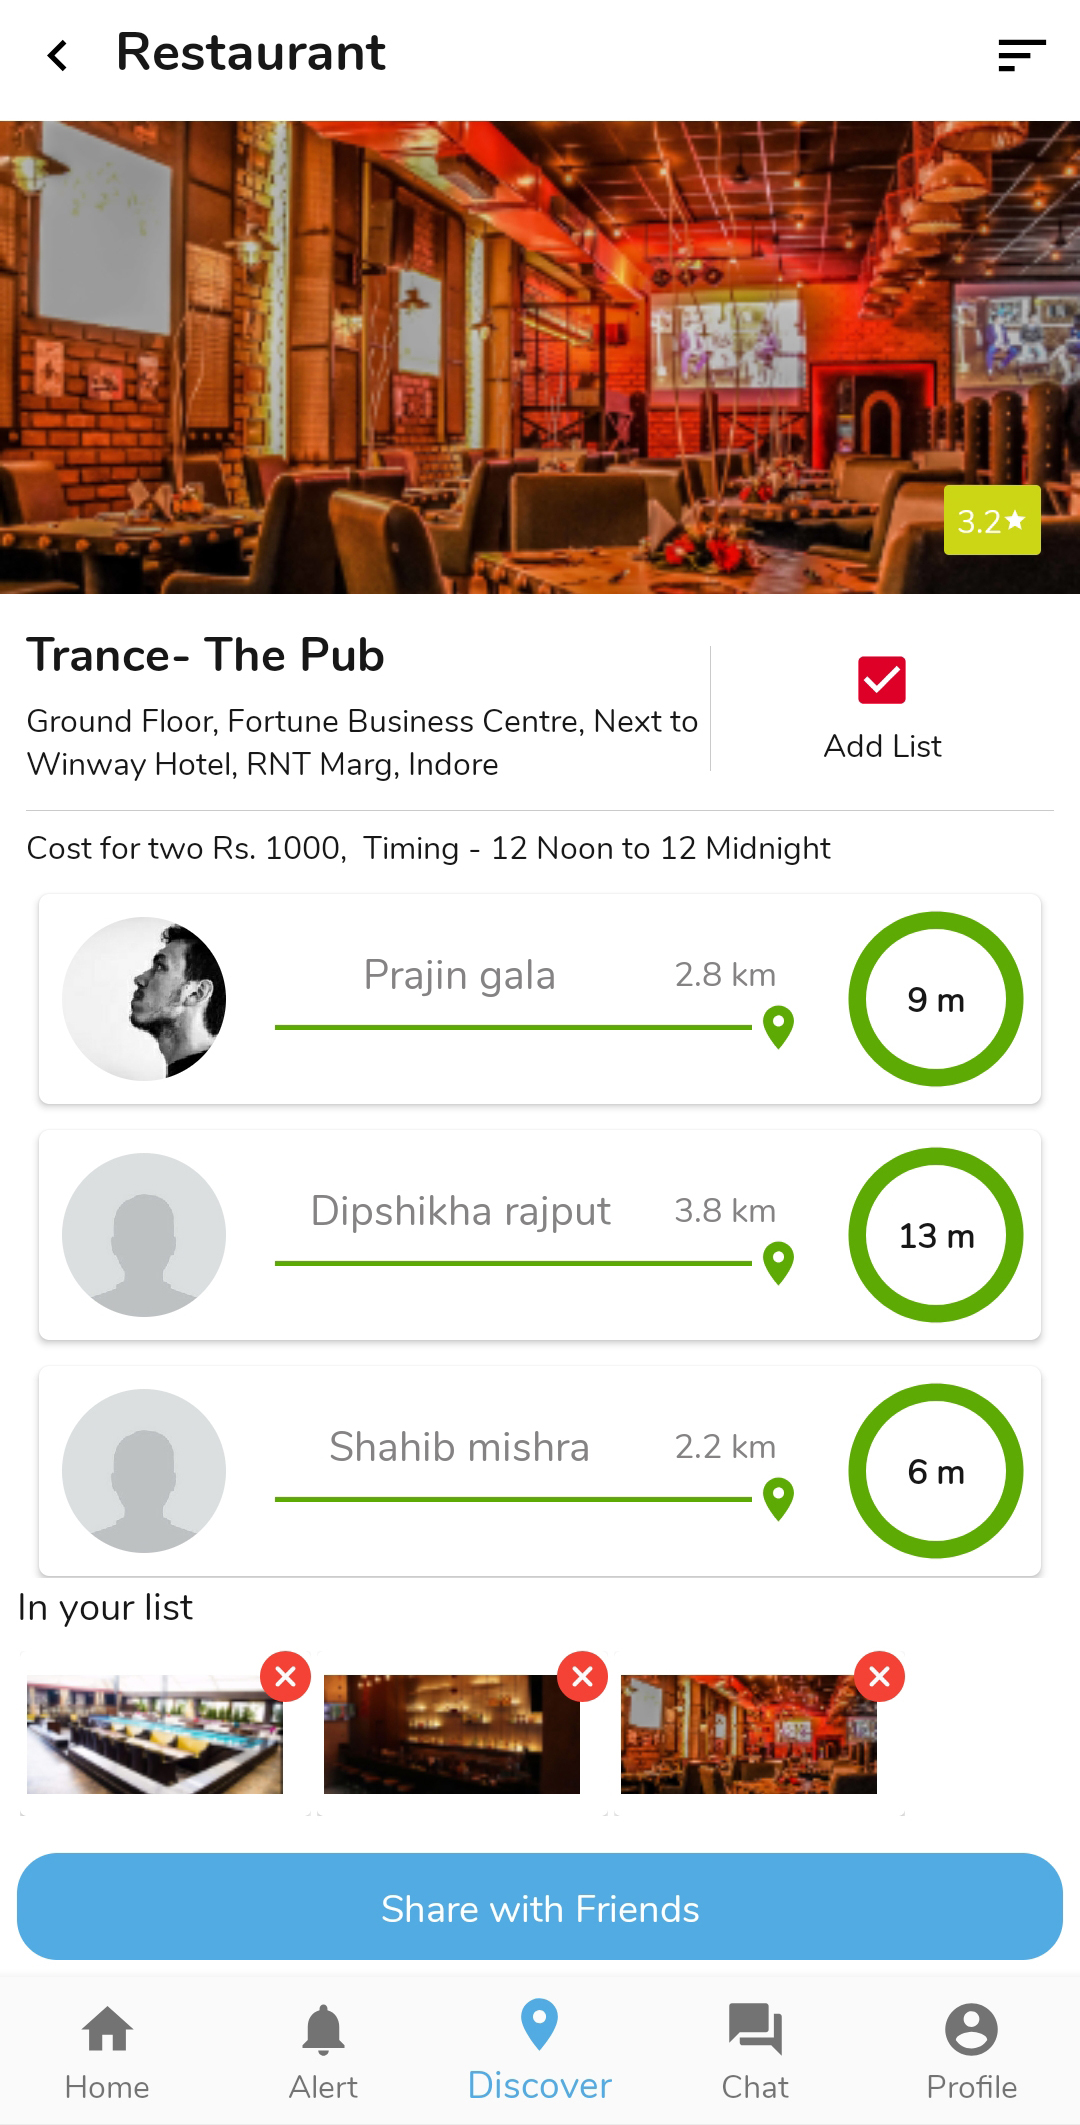 Restaurant
3.2★
Trance- The Pub
Ground Floor, Fortune Business Centre, Next to
Winway Hotel, RNT Marg, Indore
Add List
Cost for two Rs. 1000,  Timing - 12 Noon to 12 Midnight
Prajin gala
2.8 km
9 m
Dipshikha rajput
3.8 km
13 m
Shahib mishra
2.2 km
6 m
In your list
Share with Friends
Home
Alert
Discover
Chat
Profile